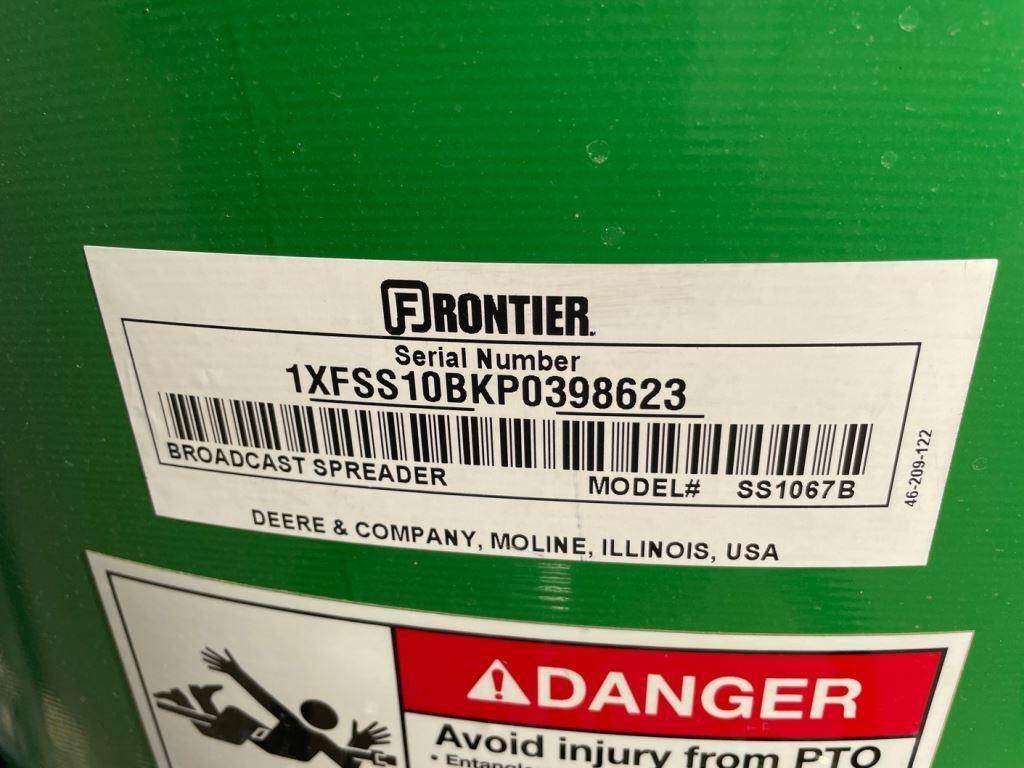 FRONTIER
Serial Number
1XFSS10BKP0398623
BROADCAST SPREADER MODEL# SS1067B
46-209-122
DEERE & COMPANY, MOLINE, ILLINOIS, USA
DANGER
Avoid injury from PTO